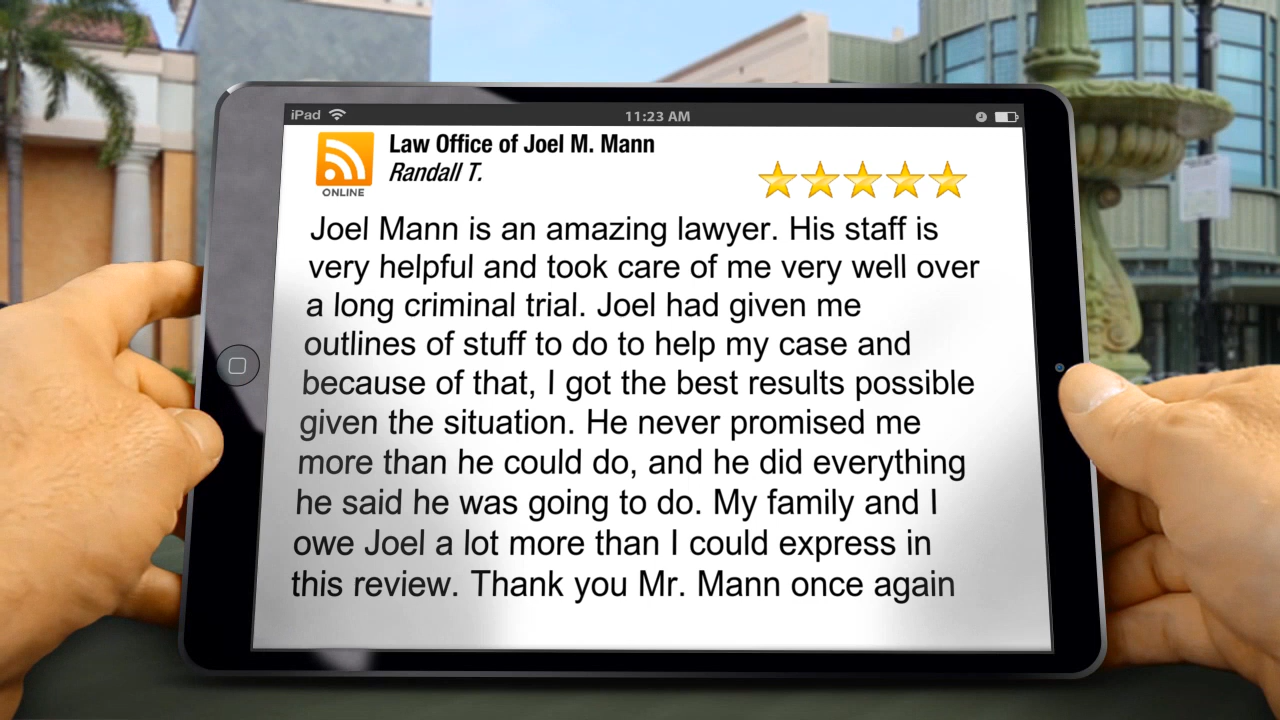 iPad 11:23 AM
Law Office of Joel M. Mann
Randall T.
ONLINE
Joel Mann is an amazing lawyer. His staff is
very helpful and took care of me very well over
a long criminal trial. Joel had given me
outlines of stuff to do to help my case and
because of that, I got the best results possible
given the situation. He never promised me
more than he could do, and he did everything
he said he was going to do. My family and I
owe Joel a lot more than I could express in
this review. Thank you Mr. Mann once again